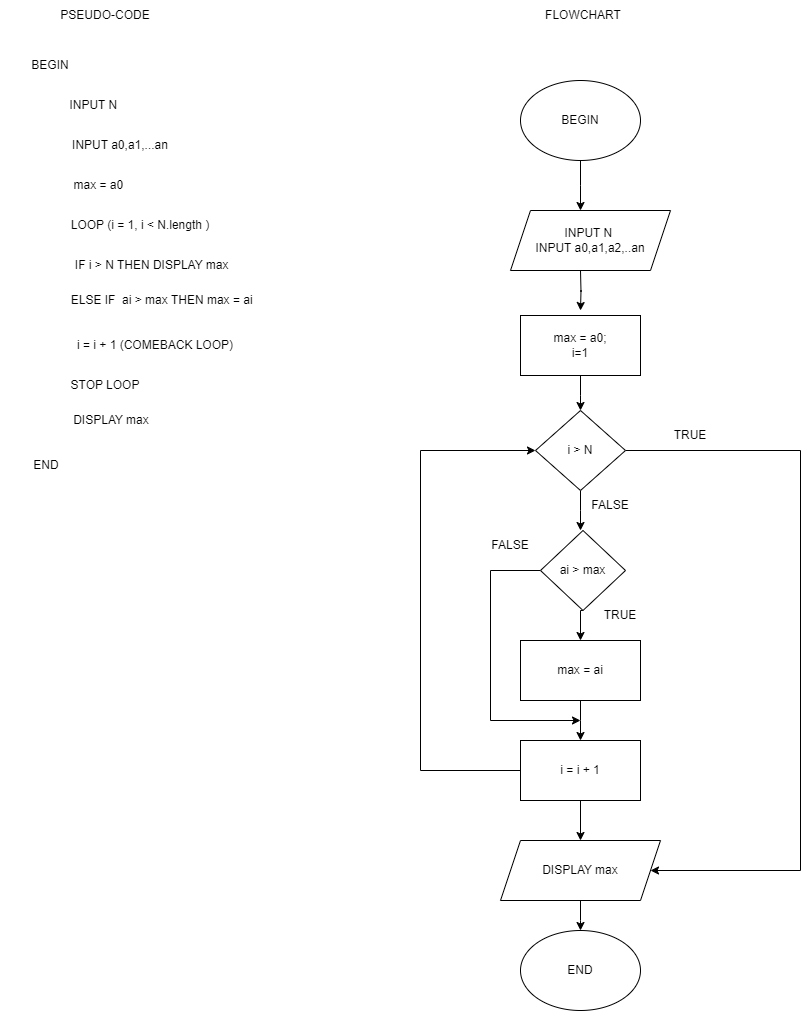 PSEUDO-CODE
BEGIN
INPUT N
INPUT a0,a1,...an
max = a0
LOOP (i = 1, i < N.length )
IF i > N THEN DISPLAY max
ELSE IF  ai > max THEN max = ai
i = i + 1 (COMEBACK LOOP)
STOP LOOP
DISPLAY max
END
FLOWCHART
BEGIN
INPUT N
INPUT a0,a1,a2,..an
max = a0;
i=1
i > N
TRUE
FALSE
FALSE
ai > max
TRUE
max = ai
i = i + 1
DISPLAY max
END